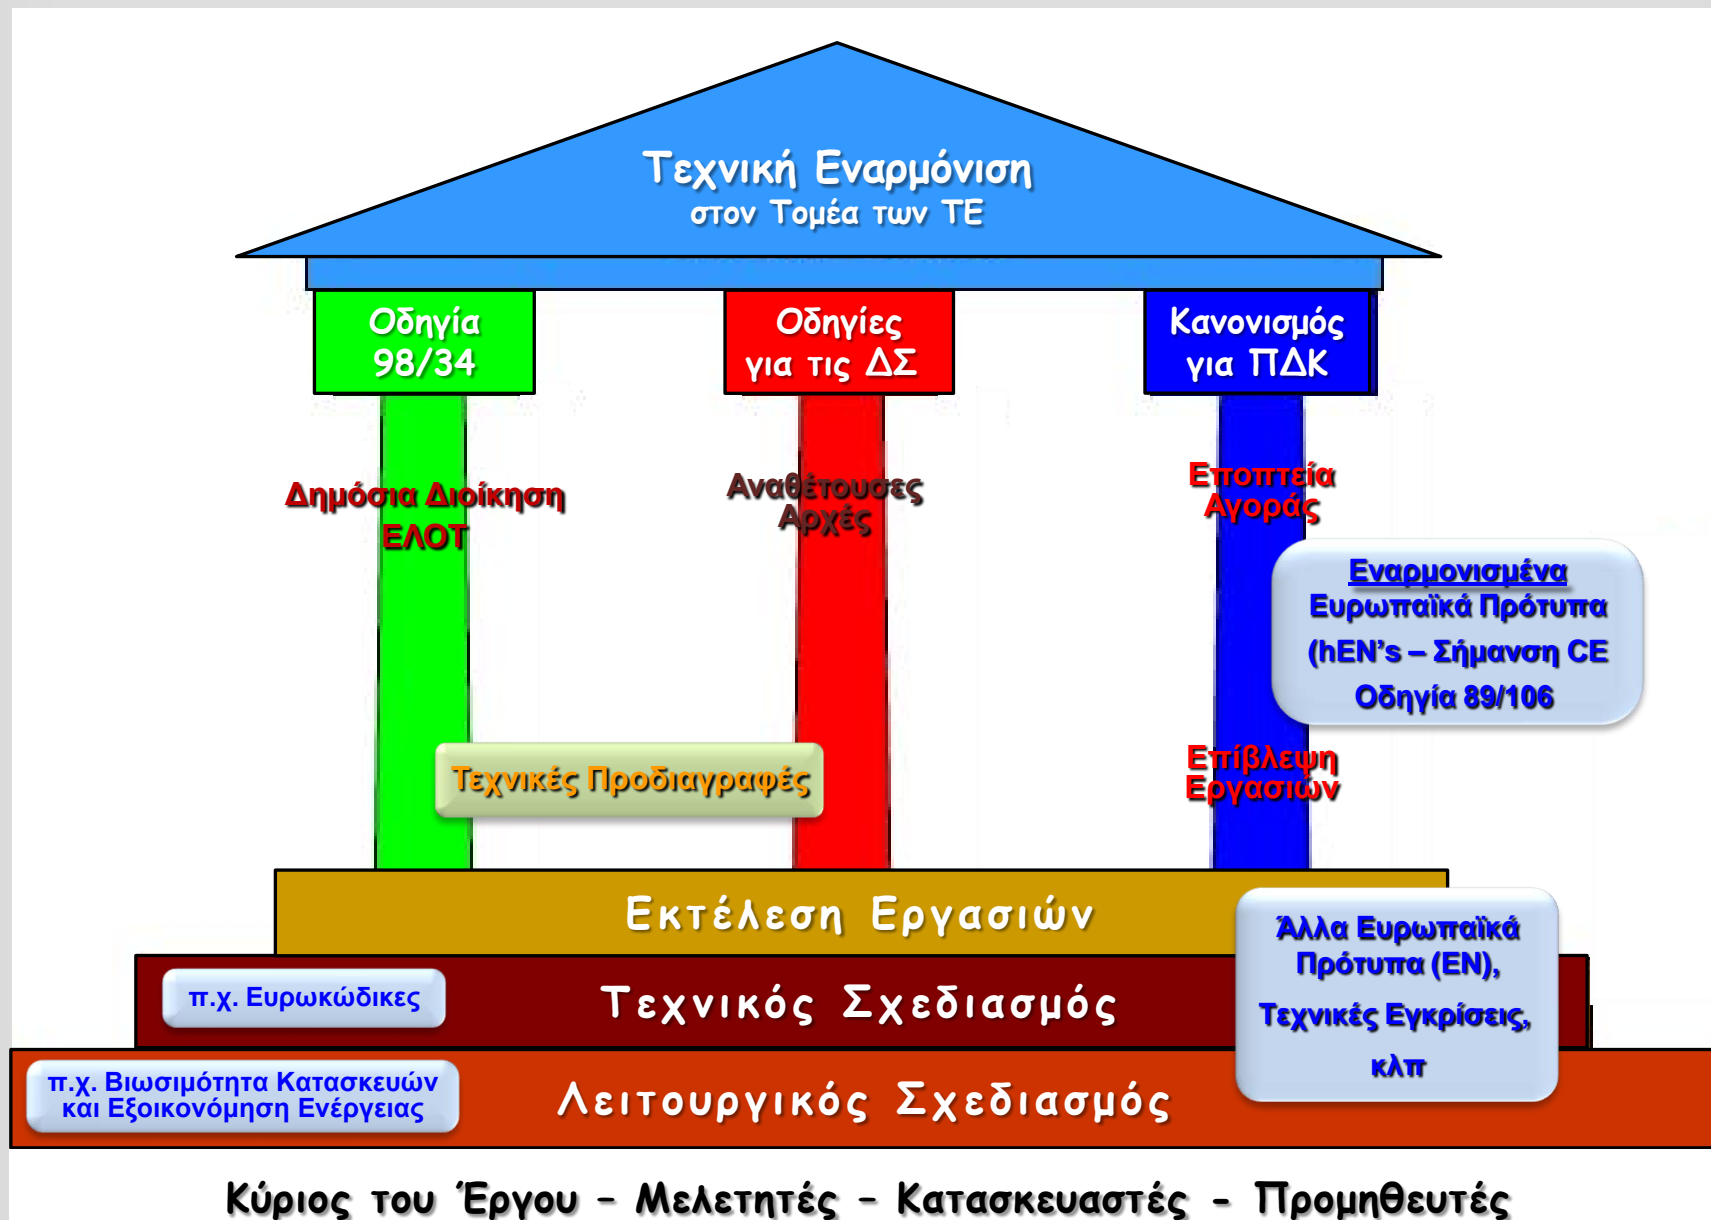 Τεχνική Εναρμόνιση
στον Τομέα των ΤΕ
Οδηγία
98/34
Οδηγίες
για τις ΔΣ
Κανονισμός
για ΠΔΚ
Δημόσια Διοίκηση
ΕΛΟΤ
Αναθέτουσες
Αρχές
Εποπτεία
Αγοράς
Εναρμονισμένα
Ευρωπαϊκά Πρότυπα
(hEN’s – Σήμανση CE
Οδηγία 89/106
Τεχνικές Προδιαγραφές
Επίβλεψη
Εργασιών
Εκτέλεση Εργασιών
Άλλα Ευρωπαϊκά
Πρότυπα (EN),
Τεχνικές Εγκρίσεις,
κλπ
π.χ. Ευρωκώδικες
Τεχνικός Σχεδιασμός
π.χ. Βιωσιμότητα Κατασκευών
και Εξοικονόμηση Ενέργειας
Λειτουργικός Σχεδιασμός
Κύριος του Έργου – Μελετητές – Κατασκευαστές - Προμηθευτές